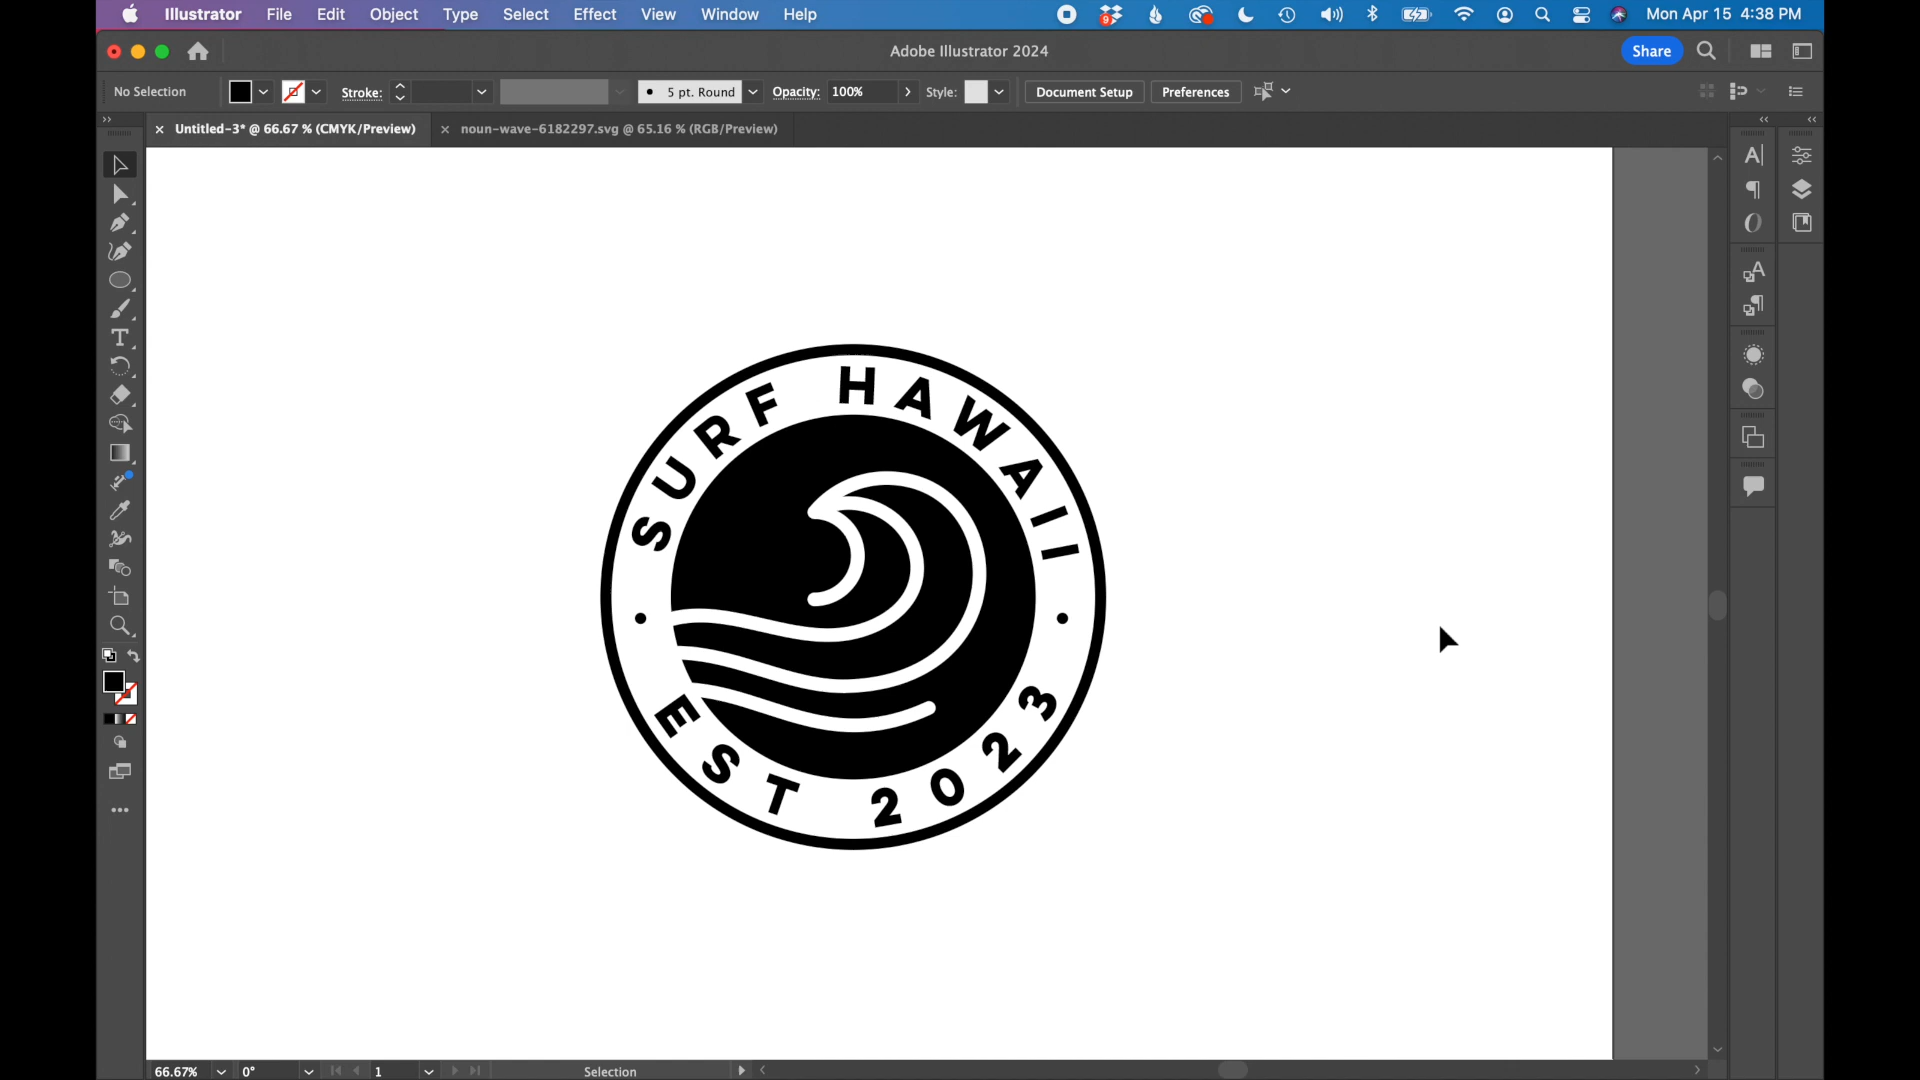 Illustrator File Edit Object Type Select Effect View Window Help 9 Mon Apr 15 4:38 PM
Adobe Illustrator 2024 Share
No Selection Stroke: 5 pt. Round Opacity: 100% Style: Document Setup Preferences
Untitled-3* @ 66.67 % (CMYK/Preview) noun-wave-6182297.svg @ 65.16 % (RGB/Preview)
SURF HAWAII
EST 2023
66.67% 0° 1 Selection